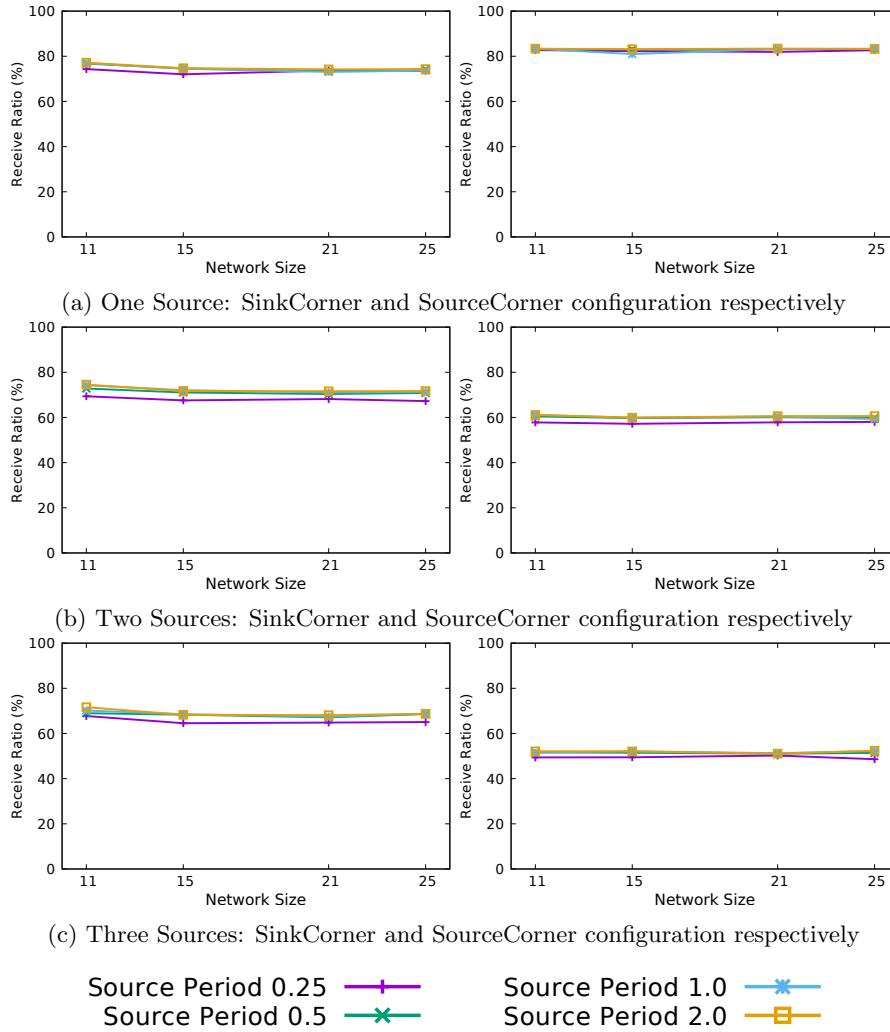 100
80
60
40
20
0
Receive Ratio (%)
11 15 21 25
Network Size
100
80
60
40
20
0
Receive Ratio (%)
11 15 21 25
Network Size
(a) One Source: SinkCorner and SourceCorner configuration respectively
100
80
60
40
20
0
Receive Ratio (%)
11 15 21 25
Network Size
100
80
60
40
20
0
Receive Ratio (%)
11 15 21 25
Network Size
(b) Two Sources: SinkCorner and SourceCorner configuration respectively
100
80
60
40
20
0
Receive Ratio (%)
11 15 21 25
Network Size
100
80
60
40
20
0
Receive Ratio (%)
11 15 21 25
Network Size
(c) Three Sources: SinkCorner and SourceCorner configuration respectively
Source Period 0.25
Source Period 0.5
Source Period 1.0
Source Period 2.0